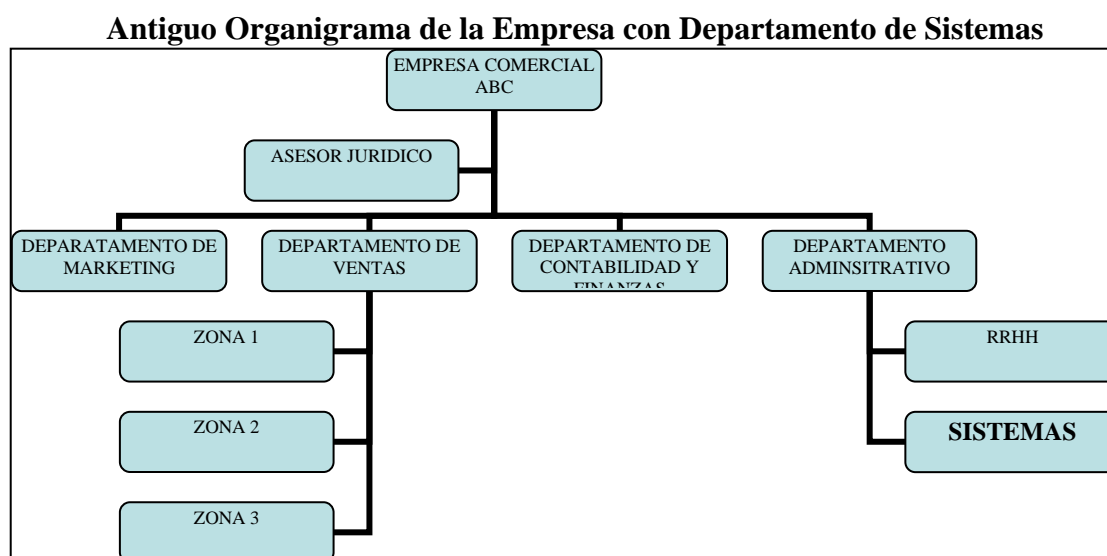 Antiguo Organigrama de la Empresa con Departamento de Sistemas
EMPRESA COMERCIAL
ABC
ASESOR JURIDICO
DEPARATAMENTO DE
MARKETING
DEPARTAMENTO DE
VENTAS
DEPARTAMENTO DE
CONTABILIDAD Y
FINANZAS
DEPARTAMENTO
ADMINSITRATIVO
ZONA 1
RRHH
ZONA 2
SISTEMAS
ZONA 3